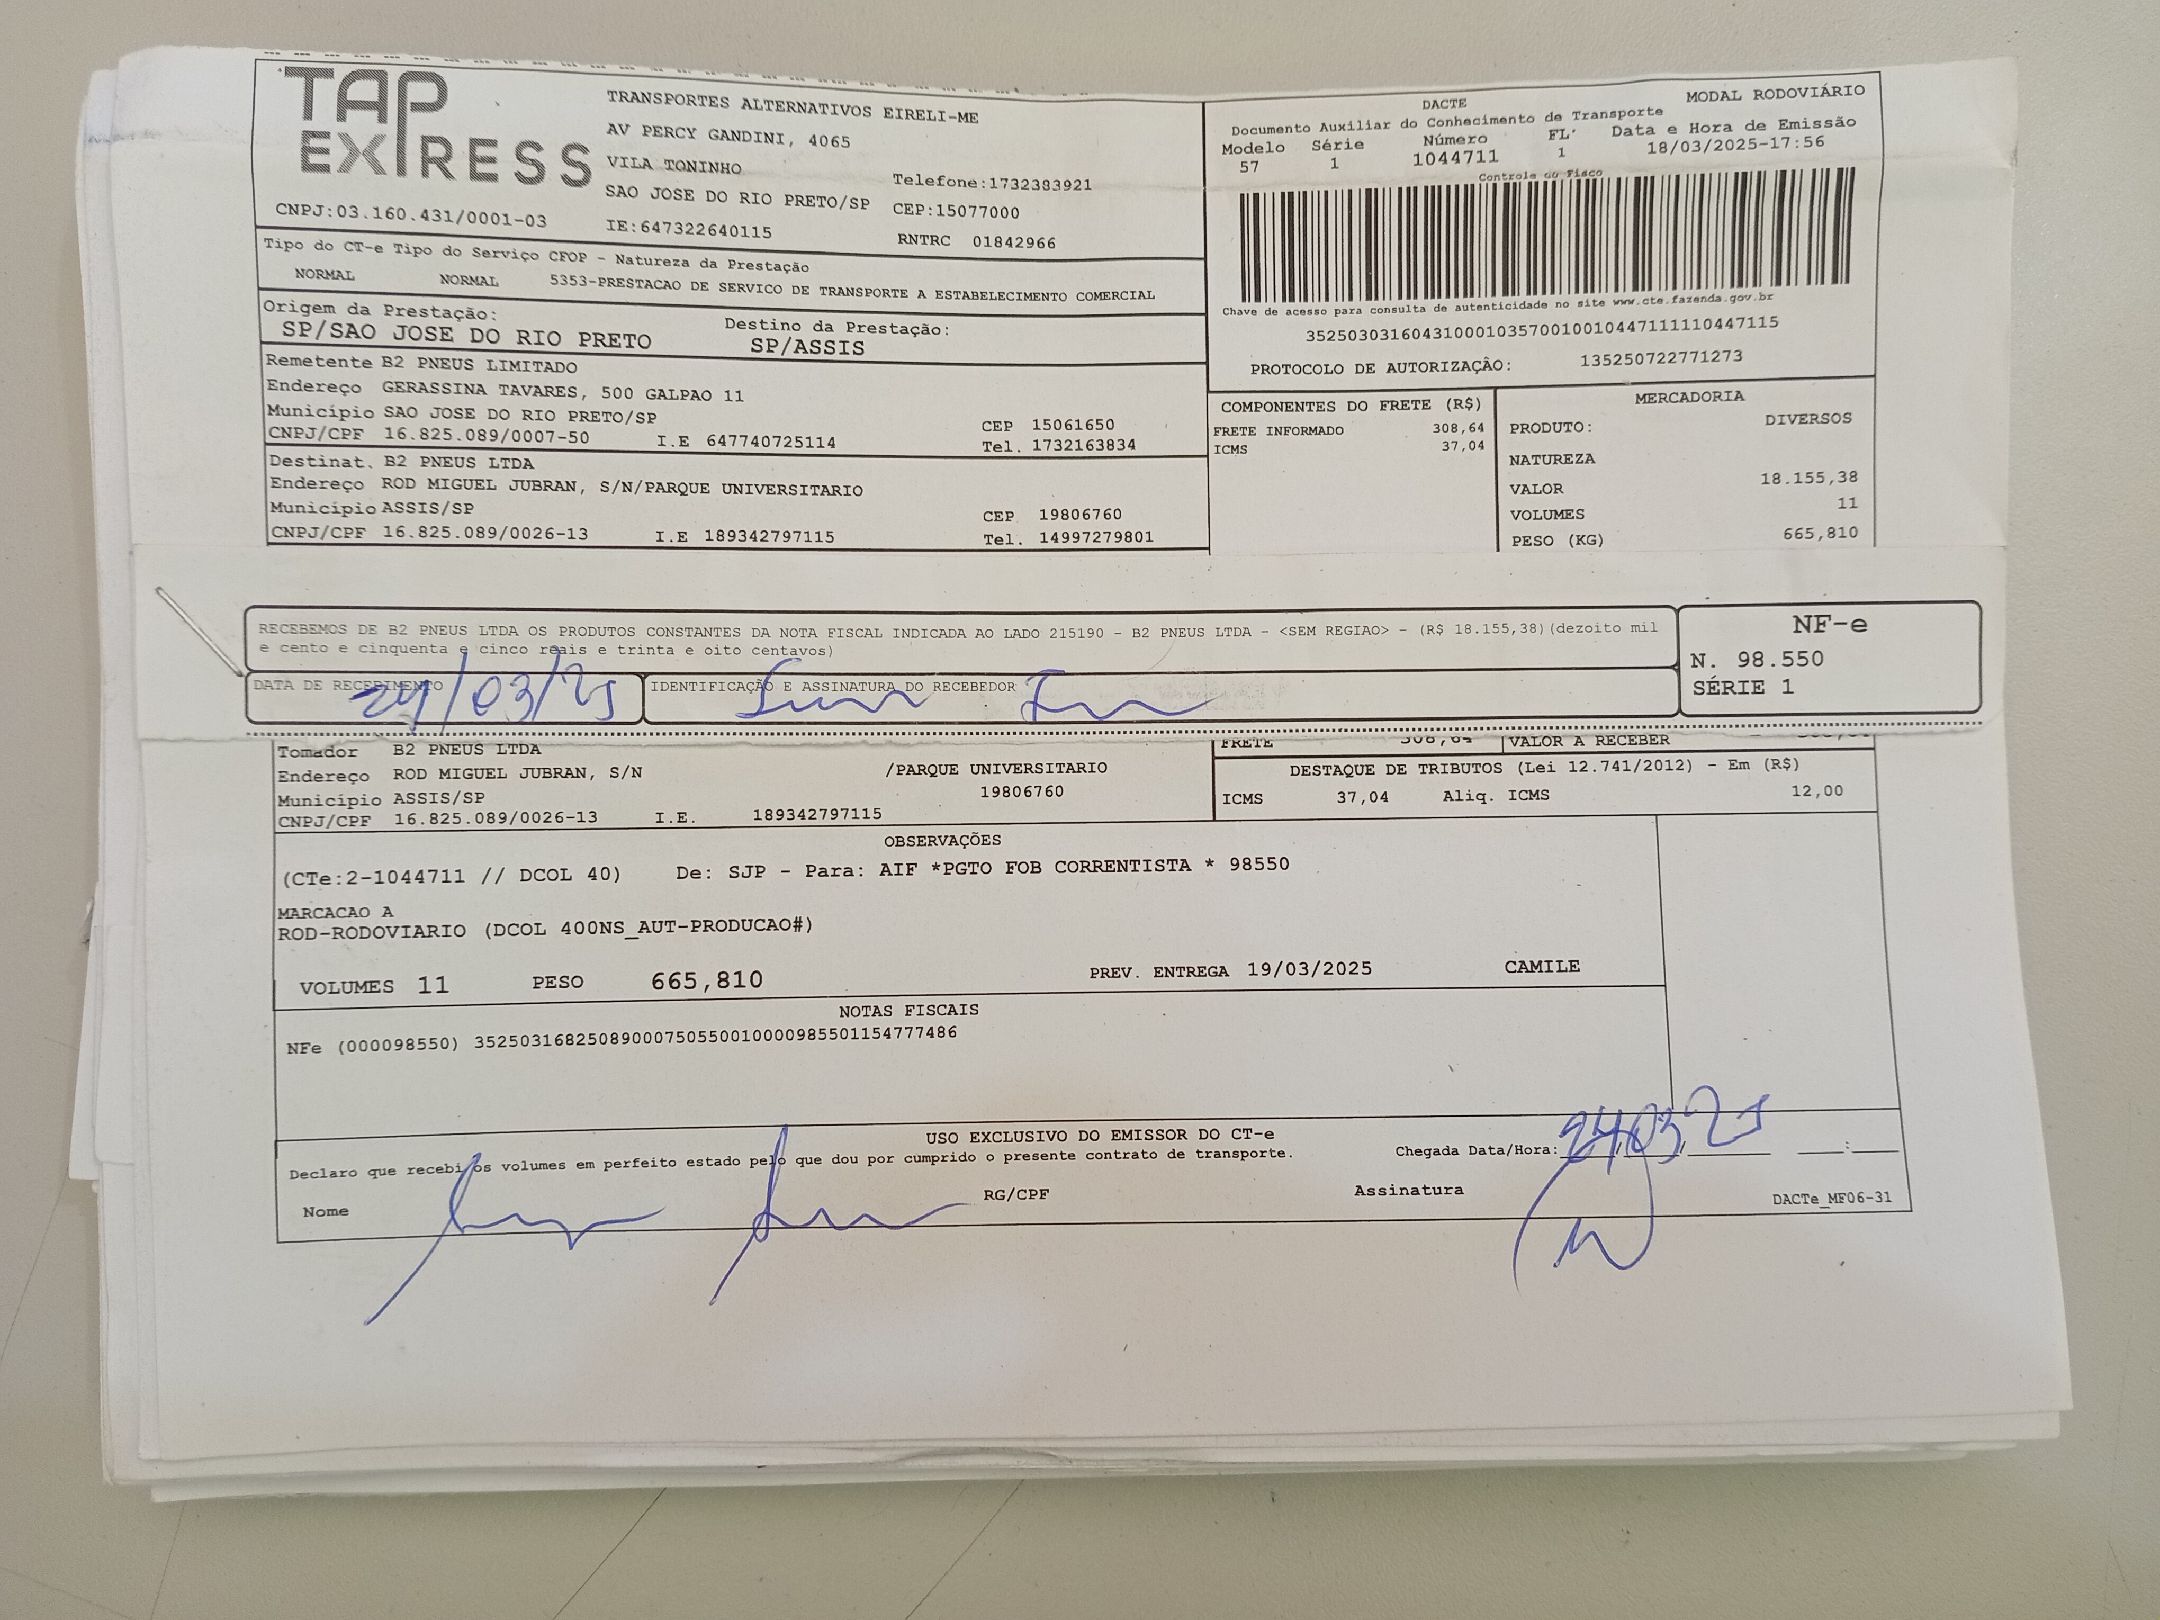 TAP EXPRESS
TRANSPORTES ALTERNATIVOS EIRELI-ME
AV PERCY GANDINI, 4065
VILA TONINHO
Telefone:1732383921
SAO JOSE DO RIO PRETO/SP CEP:15077000
CNPJ:03.160.431/0001-03 IE:647322640115 RNTRC 01842966
Tipo do CT-e Tipo do Serviço CFOP - Natureza da Prestação
NORMAL NORMAL 5353-PRESTACAO DE SERVICO DE TRANSPORTE A ESTABELECIMENTO COMERCIAL
Origem da Prestação: Destino da Prestação:
SP/SAO JOSE DO RIO PRETO SP/ASSIS
Remetente B2 PNEUS LIMITADO
Endereço GERASSINA TAVARES, 500 GALPAO 11
Município SAO JOSE DO RIO PRETO/SP CEP 15061650
CNPJ/CPF 16.825.089/0007-50 I.E 647740725114 Tel. 1732163834
Destinat. B2 PNEUS LTDA
Endereço ROD MIGUEL JUBRAN, S/N/PARQUE UNIVERSITARIO
Município ASSIS/SP CEP 19806760
CNPJ/CPF 16.825.089/0026-13 I.E 189342797115 Tel. 14997279801
DACTE MODAL RODOVIÁRIO
Documento Auxiliar do Conhecimento de Transporte
Modelo Série Número FL´ Data e Hora de Emissão
57 1 1044711 1 18/03/2025-17:56
Controle do Fisco
Chave de acesso para consulta de autenticidade no site www.cte.fazenda.gov.br
35250303160431000103570010010447111110447115
PROTOCOLO DE AUTORIZAÇÃO: 135250722771273
COMPONENTES DO FRETE (R$)
FRETE INFORMADO 308,64
ICMS 37,04
MERCADORIA
PRODUTO: DIVERSOS
NATUREZA
VALOR 18.155,38
VOLUMES 11
PESO (KG) 665,810
RECEBEMOS DE B2 PNEUS LTDA OS PRODUTOS CONSTANTES DA NOTA FISCAL INDICADA AO LADO 215190 - B2 PNEUS LTDA - <SEM REGIAO> - (R$ 18.155,38)(dezoito mil
e cento e cinquenta e cinco reais e trinta e oito centavos)
DATA DE RECEBIMENTO IDENTIFICAÇÃO E ASSINATURA DO RECEBEDOR
24/03/25
NF-e
N. 98.550
SÉRIE 1
Tomador B2 PNEUS LTDA
Endereço ROD MIGUEL JUBRAN, S/N /PARQUE UNIVERSITARIO
Município ASSIS/SP 19806760
CNPJ/CPF 16.825.089/0026-13 I.E. 189342797115
FRETE 308,64 VALOR A RECEBER
DESTAQUE DE TRIBUTOS (Lei 12.741/2012) - Em (R$)
ICMS 37,04 Aliq. ICMS 12,00
OBSERVAÇÕES
(CTe:2-1044711 // DCOL 40) De: SJP - Para: AIF *PGTO FOB CORRENTISTA * 98550
MARCACAO A
ROD-RODOVIARIO (DCOL 400NS_AUT-PRODUCAO#)
VOLUMES 11 PESO 665,810 PREV. ENTREGA 19/03/2025 CAMILE
NOTAS FISCAIS
NFe (000098550) 35250316825089000750550010000985501154777486
USO EXCLUSIVO DO EMISSOR DO CT-e
Declaro que recebi os volumes em perfeito estado pelo que dou por cumprido o presente contrato de transporte.
Chegada Data/Hora: 24/03/25
Nome RG/CPF Assinatura DACTe_MF06-31